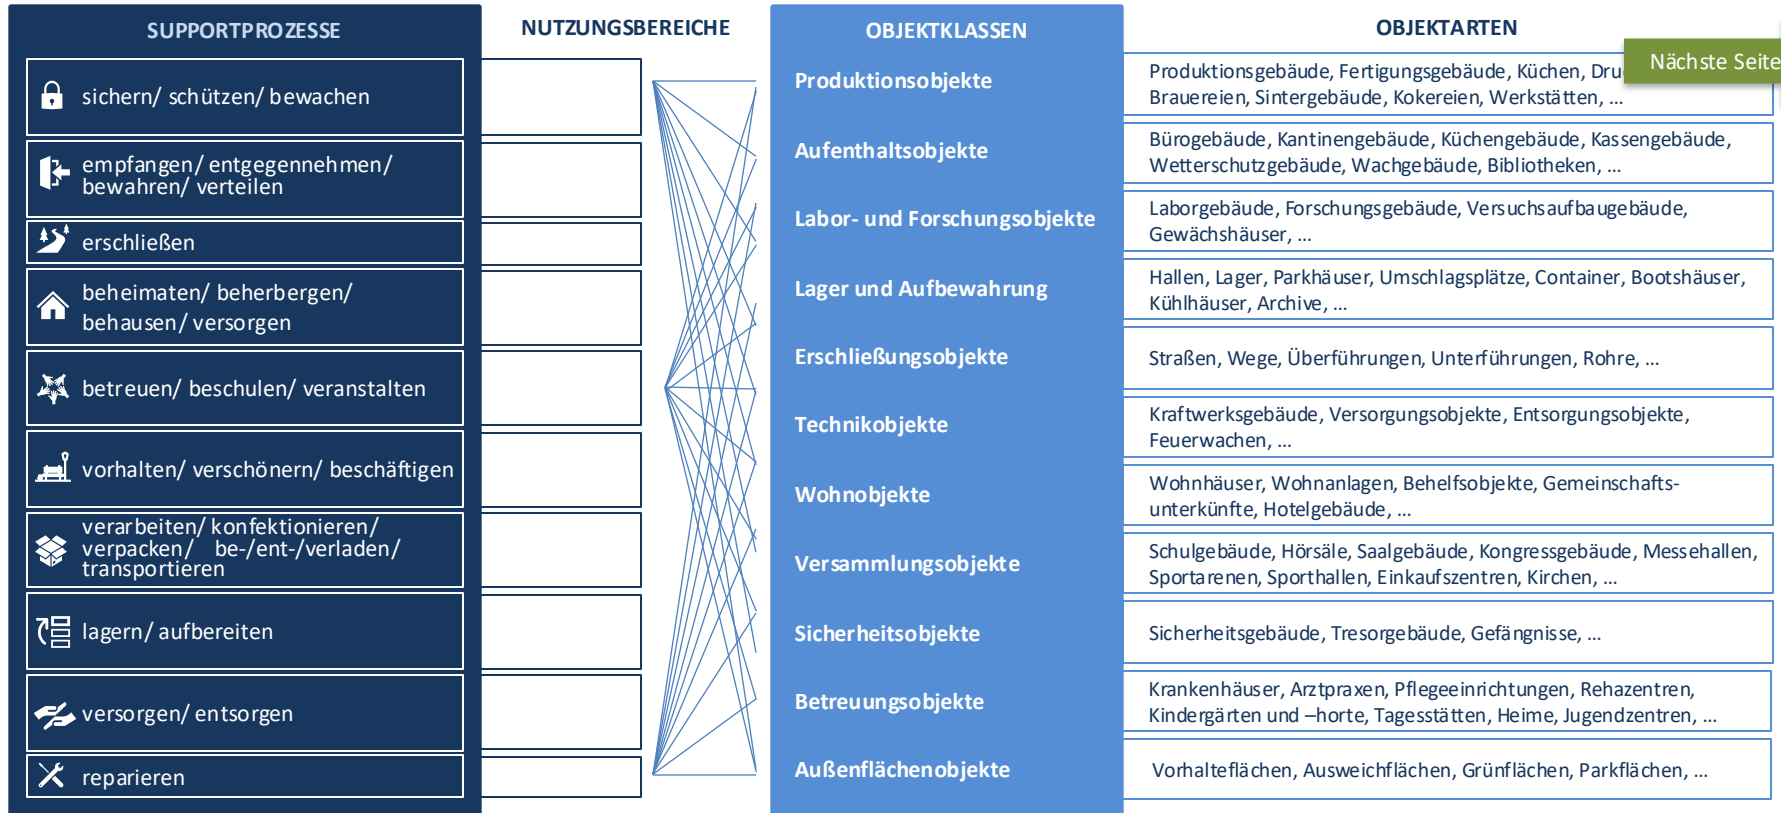 SUPPORTPROZESSE
NUTZUNGSBEREICHE
OBJEKTKLASSEN
OBJEKTARTEN
Nächste Seite
sichern/ schützen/ bewachen
empfangen/ entgegennehmen/
bewahren/ verteilen
erschließen
beheimaten/ beherbergen/
behausen/ versorgen
betreuen/ beschulen/ veranstalten
vorhalten/ verschönern/ beschäftigen
verarbeiten/ konfektionieren/
verpacken/ be-/ent-/verladen/
transportieren
lagern/ aufbereiten
versorgen/ entsorgen
reparieren
Produktionsobjekte
Produktionsgebäude, Fertigungsgebäude, Küchen,
Brauereien, Sintergebäude, Kokereien, Werkstätten, ...
Aufenthaltsobjekte
Bürogebäude, Kantinengebäude, Küchengebäude, Kassengebäude,
Wetterschutzgebäude, Wachgebäude, Bibliotheken, ...
Labor- und Forschungsobjekte
Laborgebäude, Forschungsgebäude, Versuchsaufbaugebäude,
Gewächshäuser, ...
Lager und Aufbewahrung
Hallen, Lager, Parkhäuser, Umschlagsplätze, Container, Bootshäuser,
Kühlhäuser, Archive, ...
Erschließungsobjekte
Straßen, Wege, Überführungen, Unterführungen, Rohre, ...
Technikobjekte
Kraftwerksgebäude, Versorgungsobjekte, Entsorgungsobjekte,
Feuerwachen, ...
Wohnobjekte
Wohnhäuser, Wohnanlagen, Behelfsobjekte, Gemeinschafts-
unterkünfte, Hotelgebäude, ...
Versammlungsobjekte
Schulgebäude, Hörsäle, Saalgebäude, Kongressgebäude, Messehallen,
Sportarenen, Sporthallen, Einkaufszentren, Kirchen, ...
Sicherheitsobjekte
Sicherheitsgebäude, Tresorgebäude, Gefängnisse, ...
Betreuungsobjekte
Krankenhäuser, Arztpraxen, Pflegeeinrichtungen, Rehazentren,
Kindergärten und –horte, Tagesstätten, Heime, Jugendzentren, ...
Außenflächenobjekte
Vorhalteflächen, Ausweichflächen, Grünflächen, Parkflächen, ...